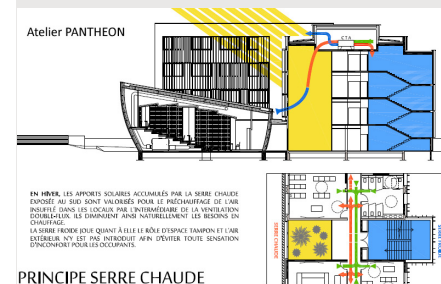 Atelier PANTHEON
CTA
EN HIVER, LES APPORTS SOLAIRES ACCUMULÉS PAR LA SERRE CHAUDE
EXPOSÉE AU SUD SONT VALORISÉS POUR LE PRÉCHAUFFAGE DE L'AIR
INSUFFLÉ DANS LES LOCAUX PAR L'INTERMÉDIAIRE DE LA VENTILATION
DOUBLE-FLUX. ILS DIMINUENT AINSI NATURELLEMENT LES BESOINS EN
CHAUFFAGE.
LA SERRE FROIDE JOUE QUANT À ELLE LE RÔLE D'ESPACE TAMPON ET L'AIR
EXTÉRIEUR N'Y EST PAS INTRODUIT AFIN D'ÉVITER TOUTE SENSATION
D'INCONFORT POUR LES OCCUPANTS.
SERRE CHAUDE
PRINCIPE SERRE CHAUDE